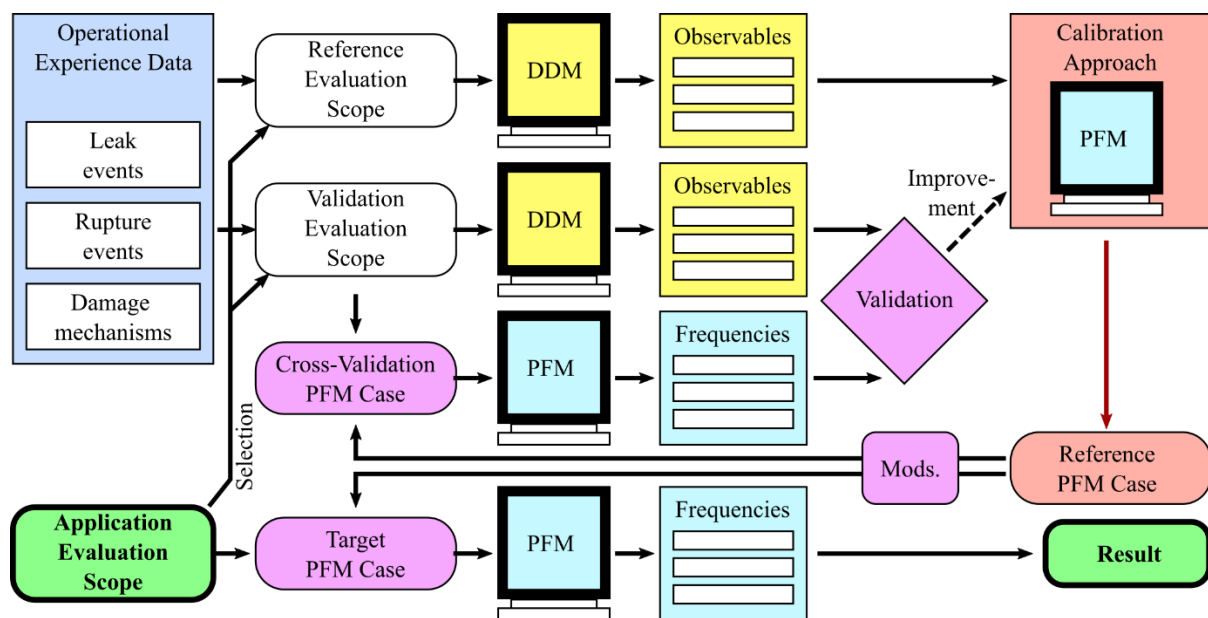 Operational
Experience Data
Leak
events
Rupture
events
Damage
mechanisms
Reference
Evaluation
Scope
DDM
Observables
Calibration
Approach
PFM
Validation
Evaluation
Scope
DDM
Observables
Improve-
ment
Validation
Cross-Validation
PFM Case
PFM
Frequencies
Selection
Mods.
Reference
PFM Case
Application
Evaluation
Scope
Target
PFM Case
PFM
Frequencies
Result